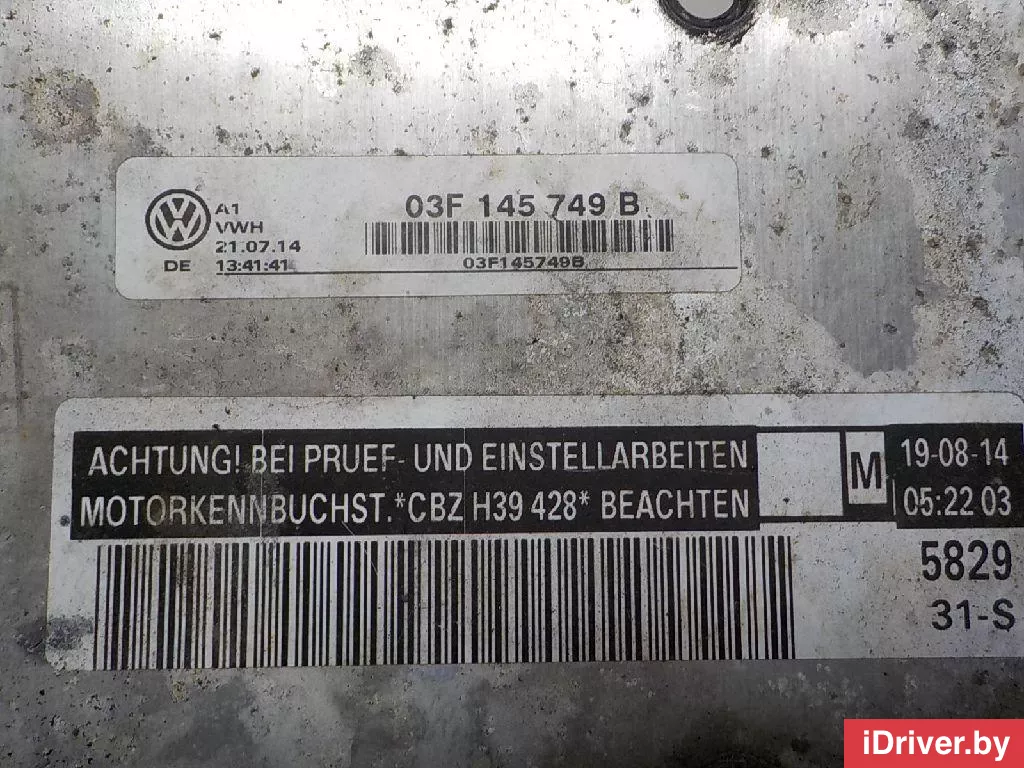 A1
VWH
21.07.14
DE 13:41:41
03F 145 749 B
03F145749B
ACHTUNG! BEI PRUEF- UND EINSTELLARBEITEN
MOTORKENNBUCHST.*CBZ H39 428* BEACHTEN
M
19-08-14
05:22 03
5829
31-S
iDriver.by